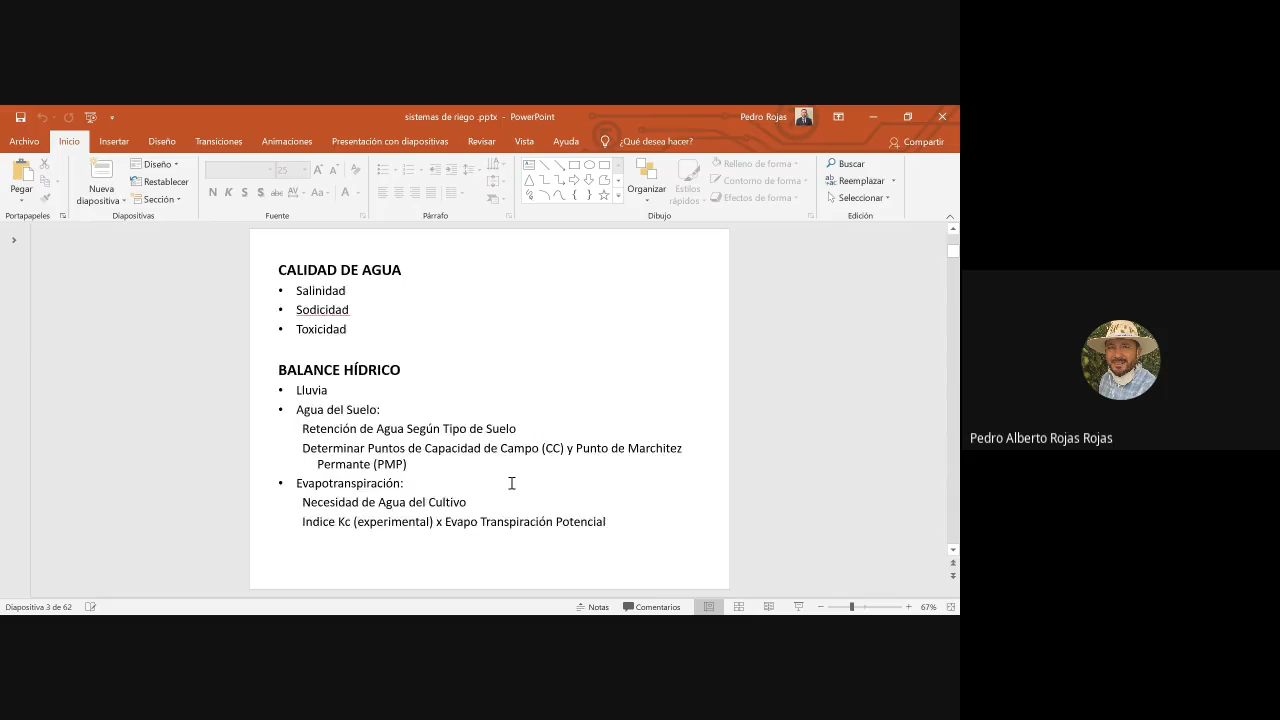 sistemas de riego .pptx - PowerPoint
Pedro Rojas
Archivo
Inicio
Insertar
Diseño
Transiciones
Animaciones
Presentación con diapositivas
Revisar
Vista
Ayuda
¿Qué desea hacer?
Compartir
Pegar
Nueva
diapositiva
Diseño
Restablecer
Sección
25
N K S S abc AV Aa A
Organizar
Estilos
rápidos
Relleno de forma
Contorno de forma
Efectos de forma
Buscar
Reemplazar
Seleccionar
Portapapeles
Diapositivas
Fuente
Párrafo
Dibujo
Edición
CALIDAD DE AGUA
• Salinidad
• Sodicidad
• Toxicidad
BALANCE HÍDRICO
• Lluvia
• Agua del Suelo:
Retención de Agua Según Tipo de Suelo
Determinar Puntos de Capacidad de Campo (CC) y Punto de Marchitez
Permante (PMP)
• Evapotranspiración:
Necesidad de Agua del Cultivo
Indice Kc (experimental) x Evapo Transpiración Potencial
Pedro Alberto Rojas Rojas
Diapositiva 3 de 62
Notas
Comentarios
67%